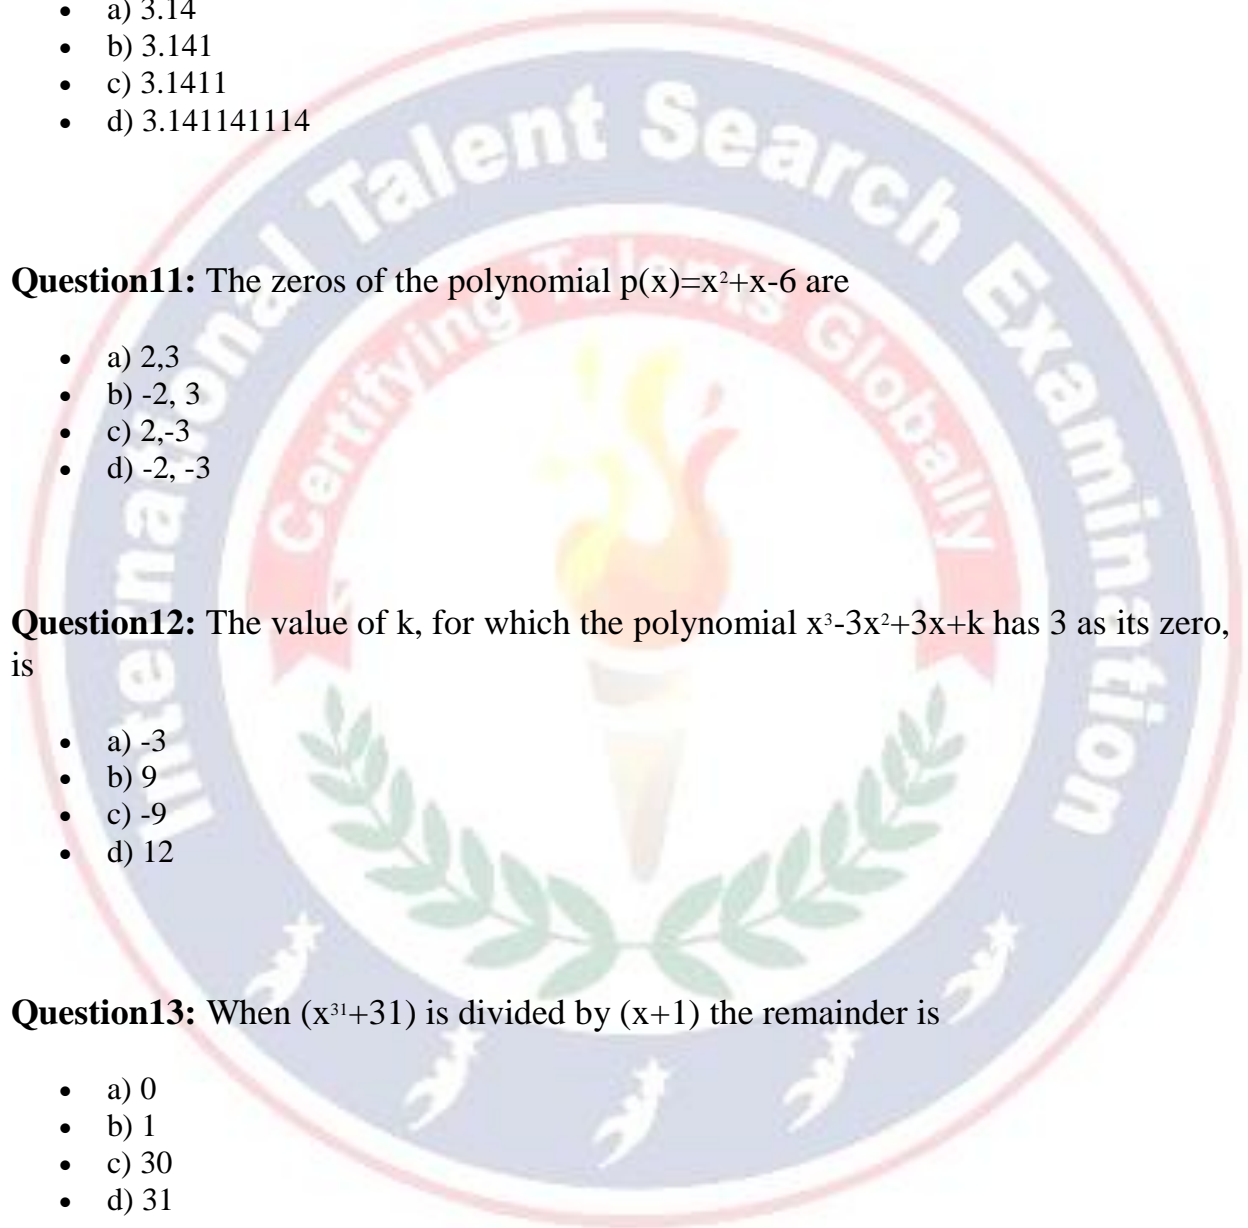 • a) 3.14
• b) 3.141
• c) 3.1411
• d) 3.141141114
International Talent Search Examination
Certifying Talents Globally
Question11: The zeros of the polynomial p(x)=x²+x-6 are
• a) 2,3
• b) -2, 3
• c) 2,-3
• d) -2, -3
Question12: The value of k, for which the polynomial x³-3x²+3x+k has 3 as its zero,
is
• a) -3
• b) 9
• c) -9
• d) 12
Question13: When (x³¹+31) is divided by (x+1) the remainder is
• a) 0
• b) 1
• c) 30
• d) 31